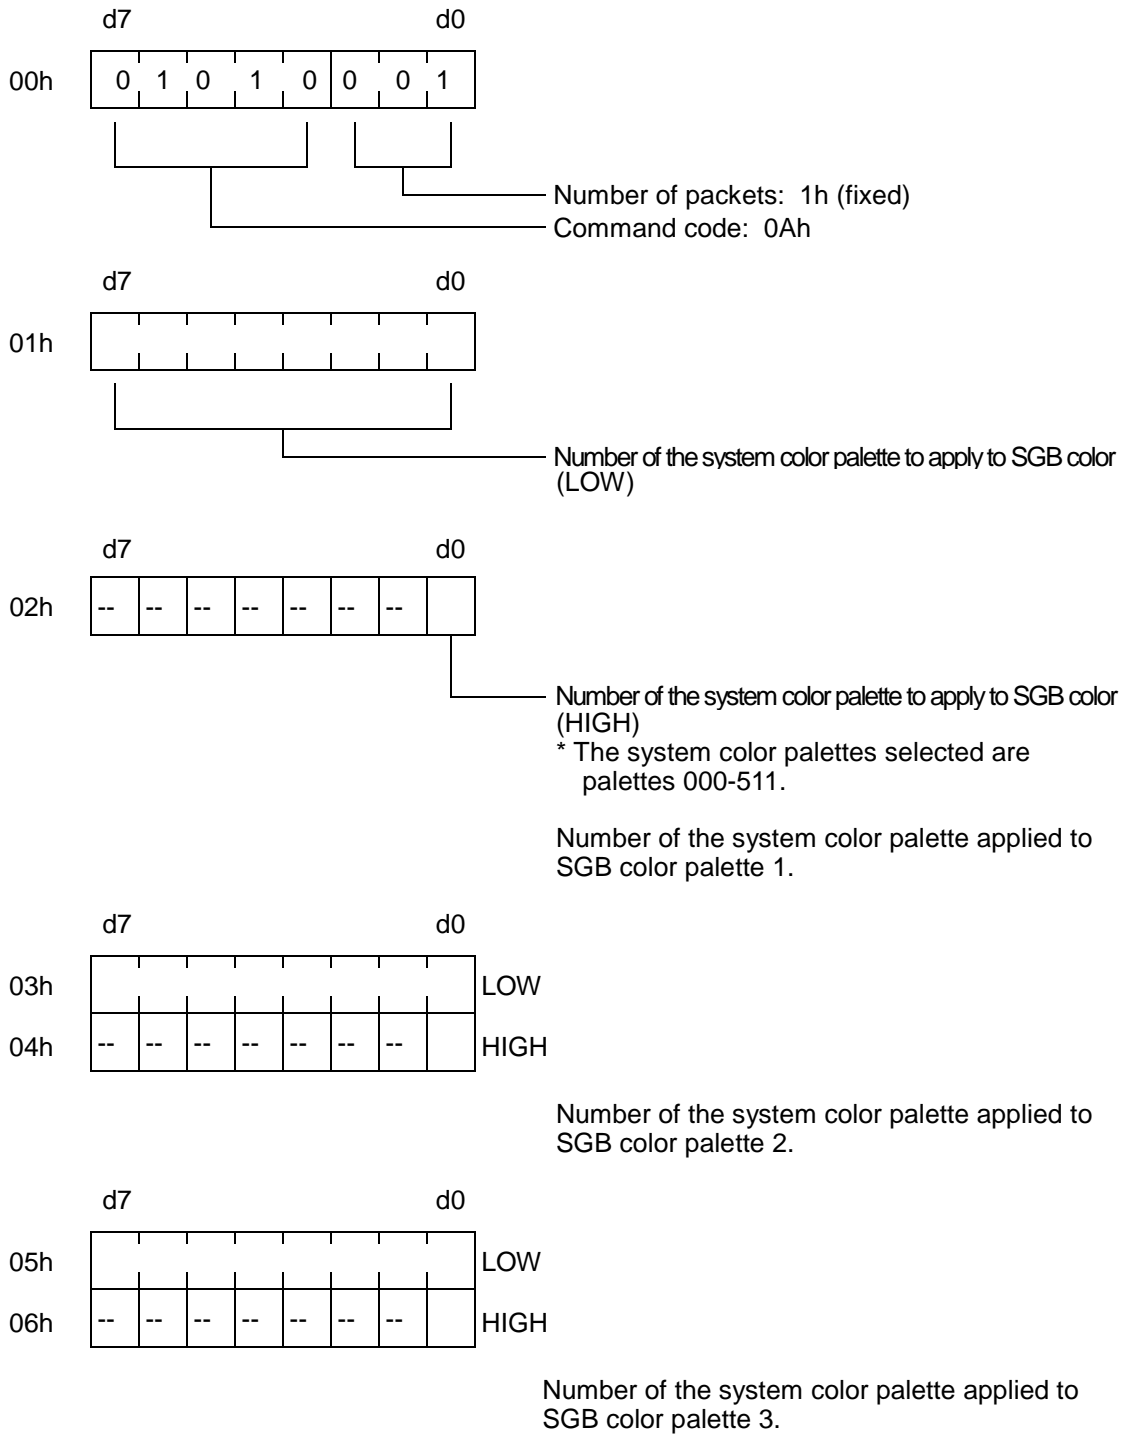 d7 d0
00h 0 1 0 1 0 0 0 1
Number of packets: 1h (fixed)
Command code: 0Ah
d7 d0
01h
Number of the system color palette to apply to SGB color
(LOW)
d7 d0
02h -- -- -- -- -- -- --
Number of the system color palette to apply to SGB color
(HIGH)
* The system color palettes selected are
palettes 000-511.
Number of the system color palette applied to
SGB color palette 1.
d7 d0
03h LOW
04h -- -- -- -- -- -- -- HIGH
Number of the system color palette applied to
SGB color palette 2.
d7 d0
05h LOW
06h -- -- -- -- -- -- -- HIGH
Number of the system color palette applied to
SGB color palette 3.